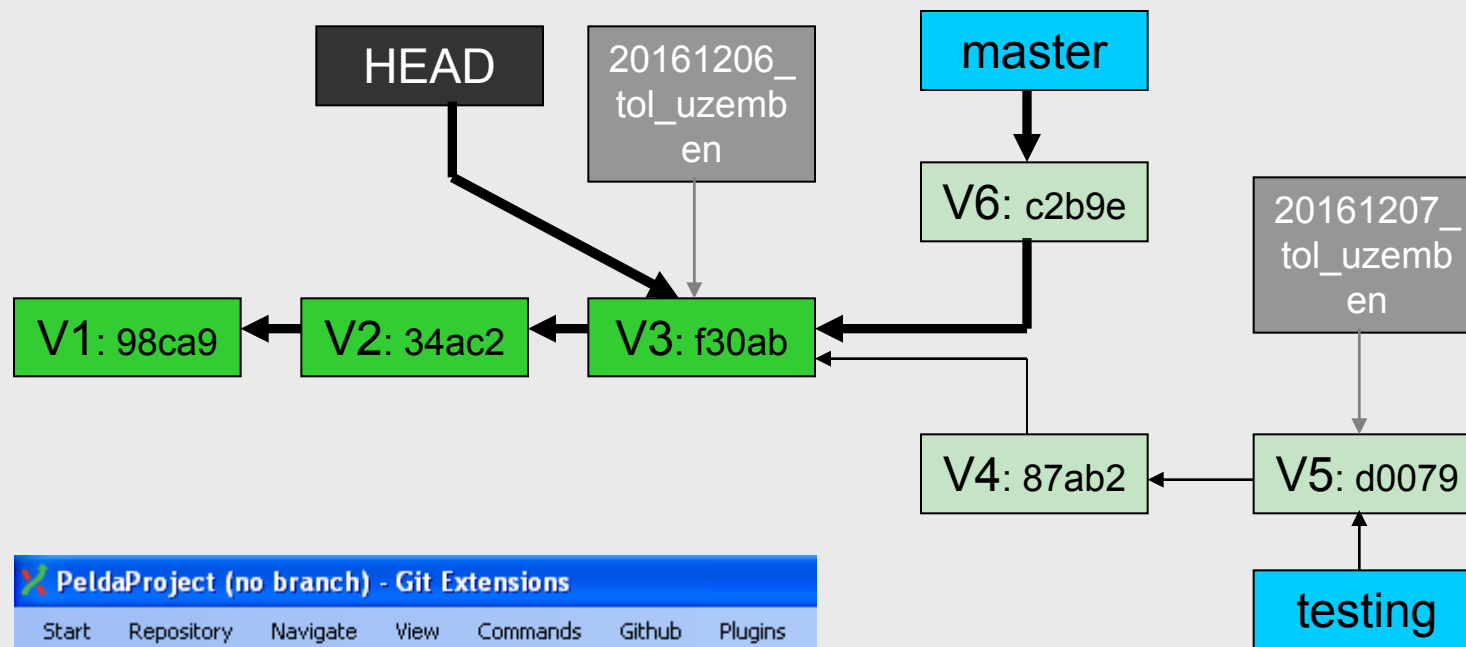 HEAD
20161206_
tol_uzemb
en
master
V6: c2b9e
20161207_
tol_uzemb
en
V1: 98ca9
V2: 34ac2
V3: f30ab
V4: 87ab2
V5: d0079
testing
PeldaProject (no branch) - Git Extensions
Start Repository Navigate View Commands Github Plugins